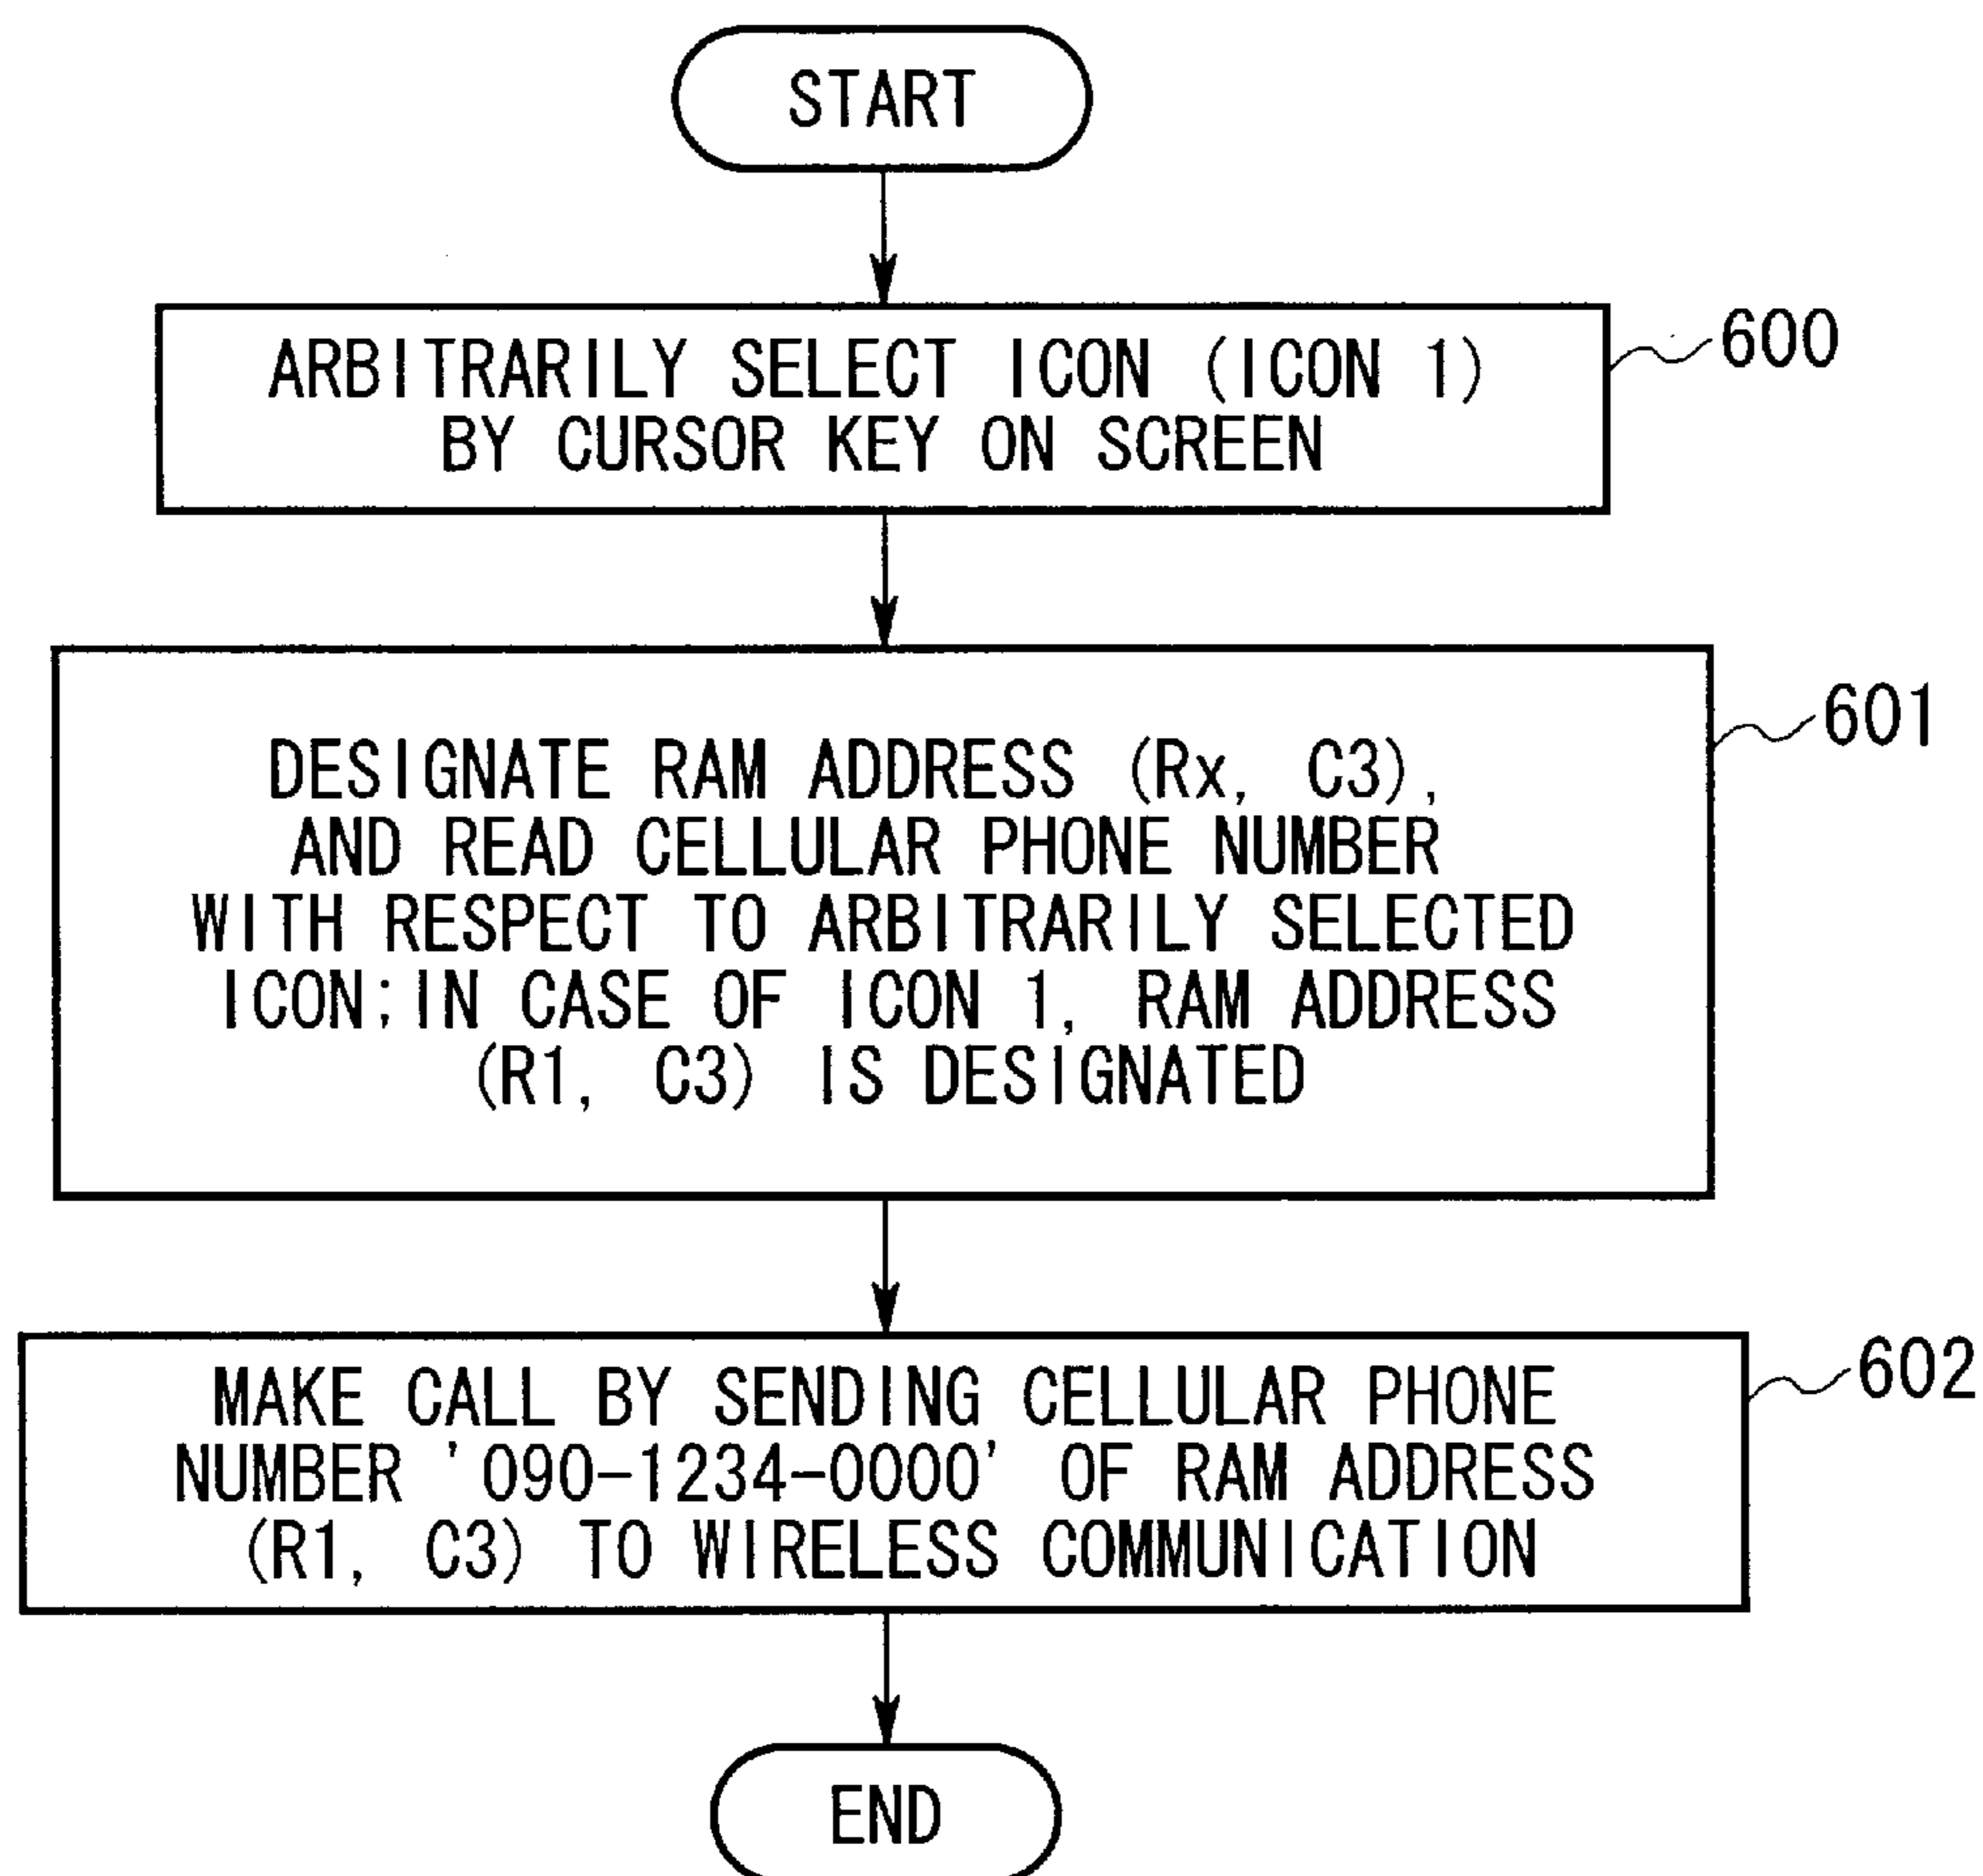 START
ARBITRARILY SELECT ICON (ICON 1)
BY CURSOR KEY ON SCREEN
600
DESIGNATE RAM ADDRESS (Rx, C3),
AND READ CELLULAR PHONE NUMBER
WITH RESPECT TO ARBITRARILY SELECTED
ICON;IN CASE OF ICON 1, RAM ADDRESS
(R1, C3) IS DESIGNATED
601
MAKE CALL BY SENDING CELLULAR PHONE
NUMBER '090-1234-0000' OF RAM ADDRESS
(R1, C3) TO WIRELESS COMMUNICATION
602
END